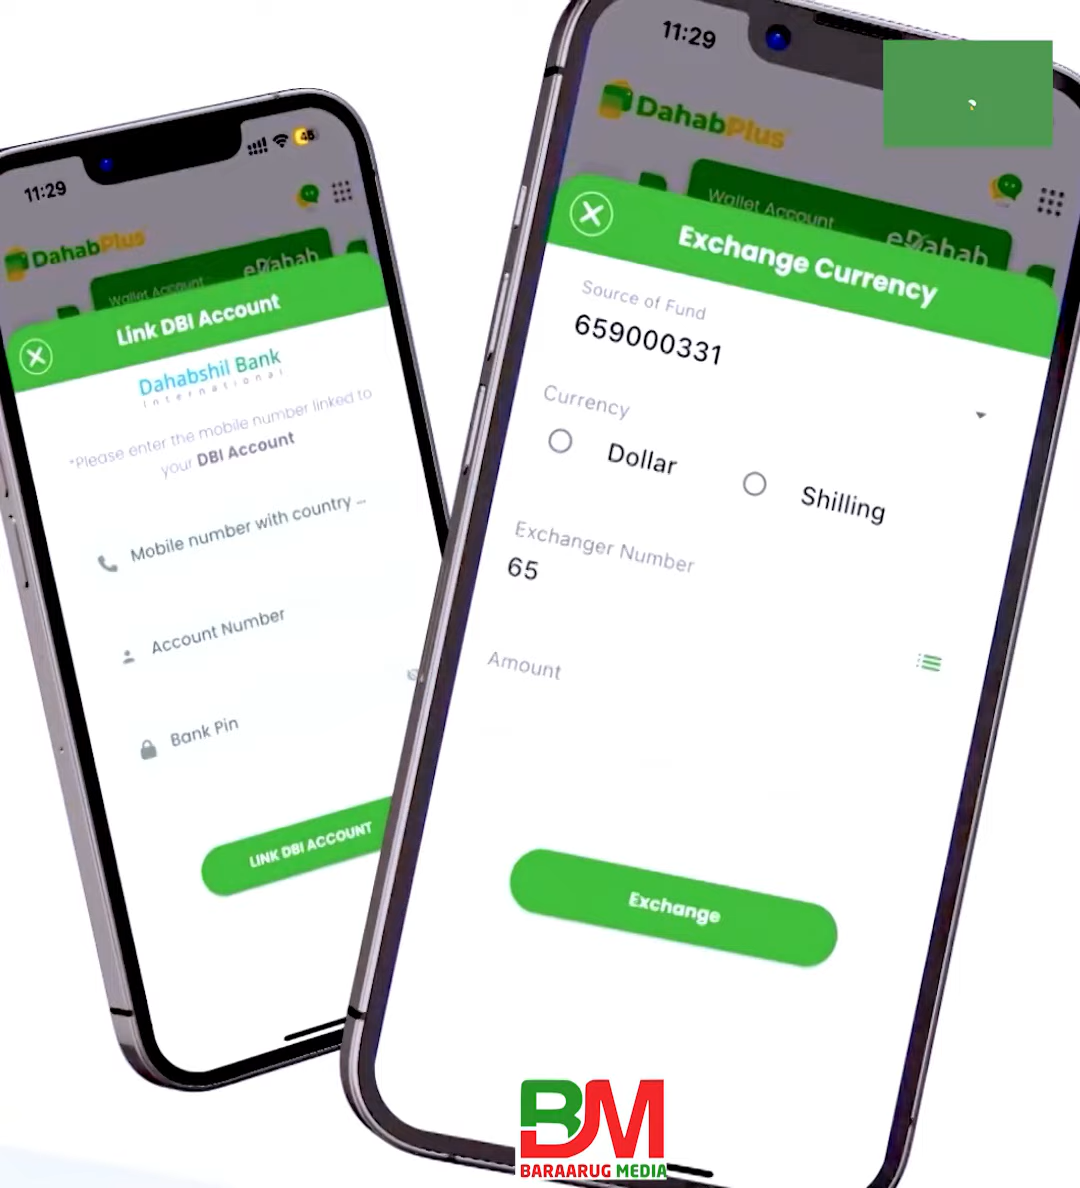 11:29
45
DahabPlus
Wallet Account
eDahab
Link DBI Account
Dahabshil Bank
International
*Please enter the mobile number linked to
your DBI Account
Mobile number with country ...
Account Number
Bank Pin
LINK DBI ACCOUNT
11:29
DahabPlus
Wallet Account
eDahab
Exchange Currency
Source of Fund
659000331
Currency
Dollar
Shilling
Exchanger Number
65
Amount
Exchange
BM
BARAARUG MEDIA